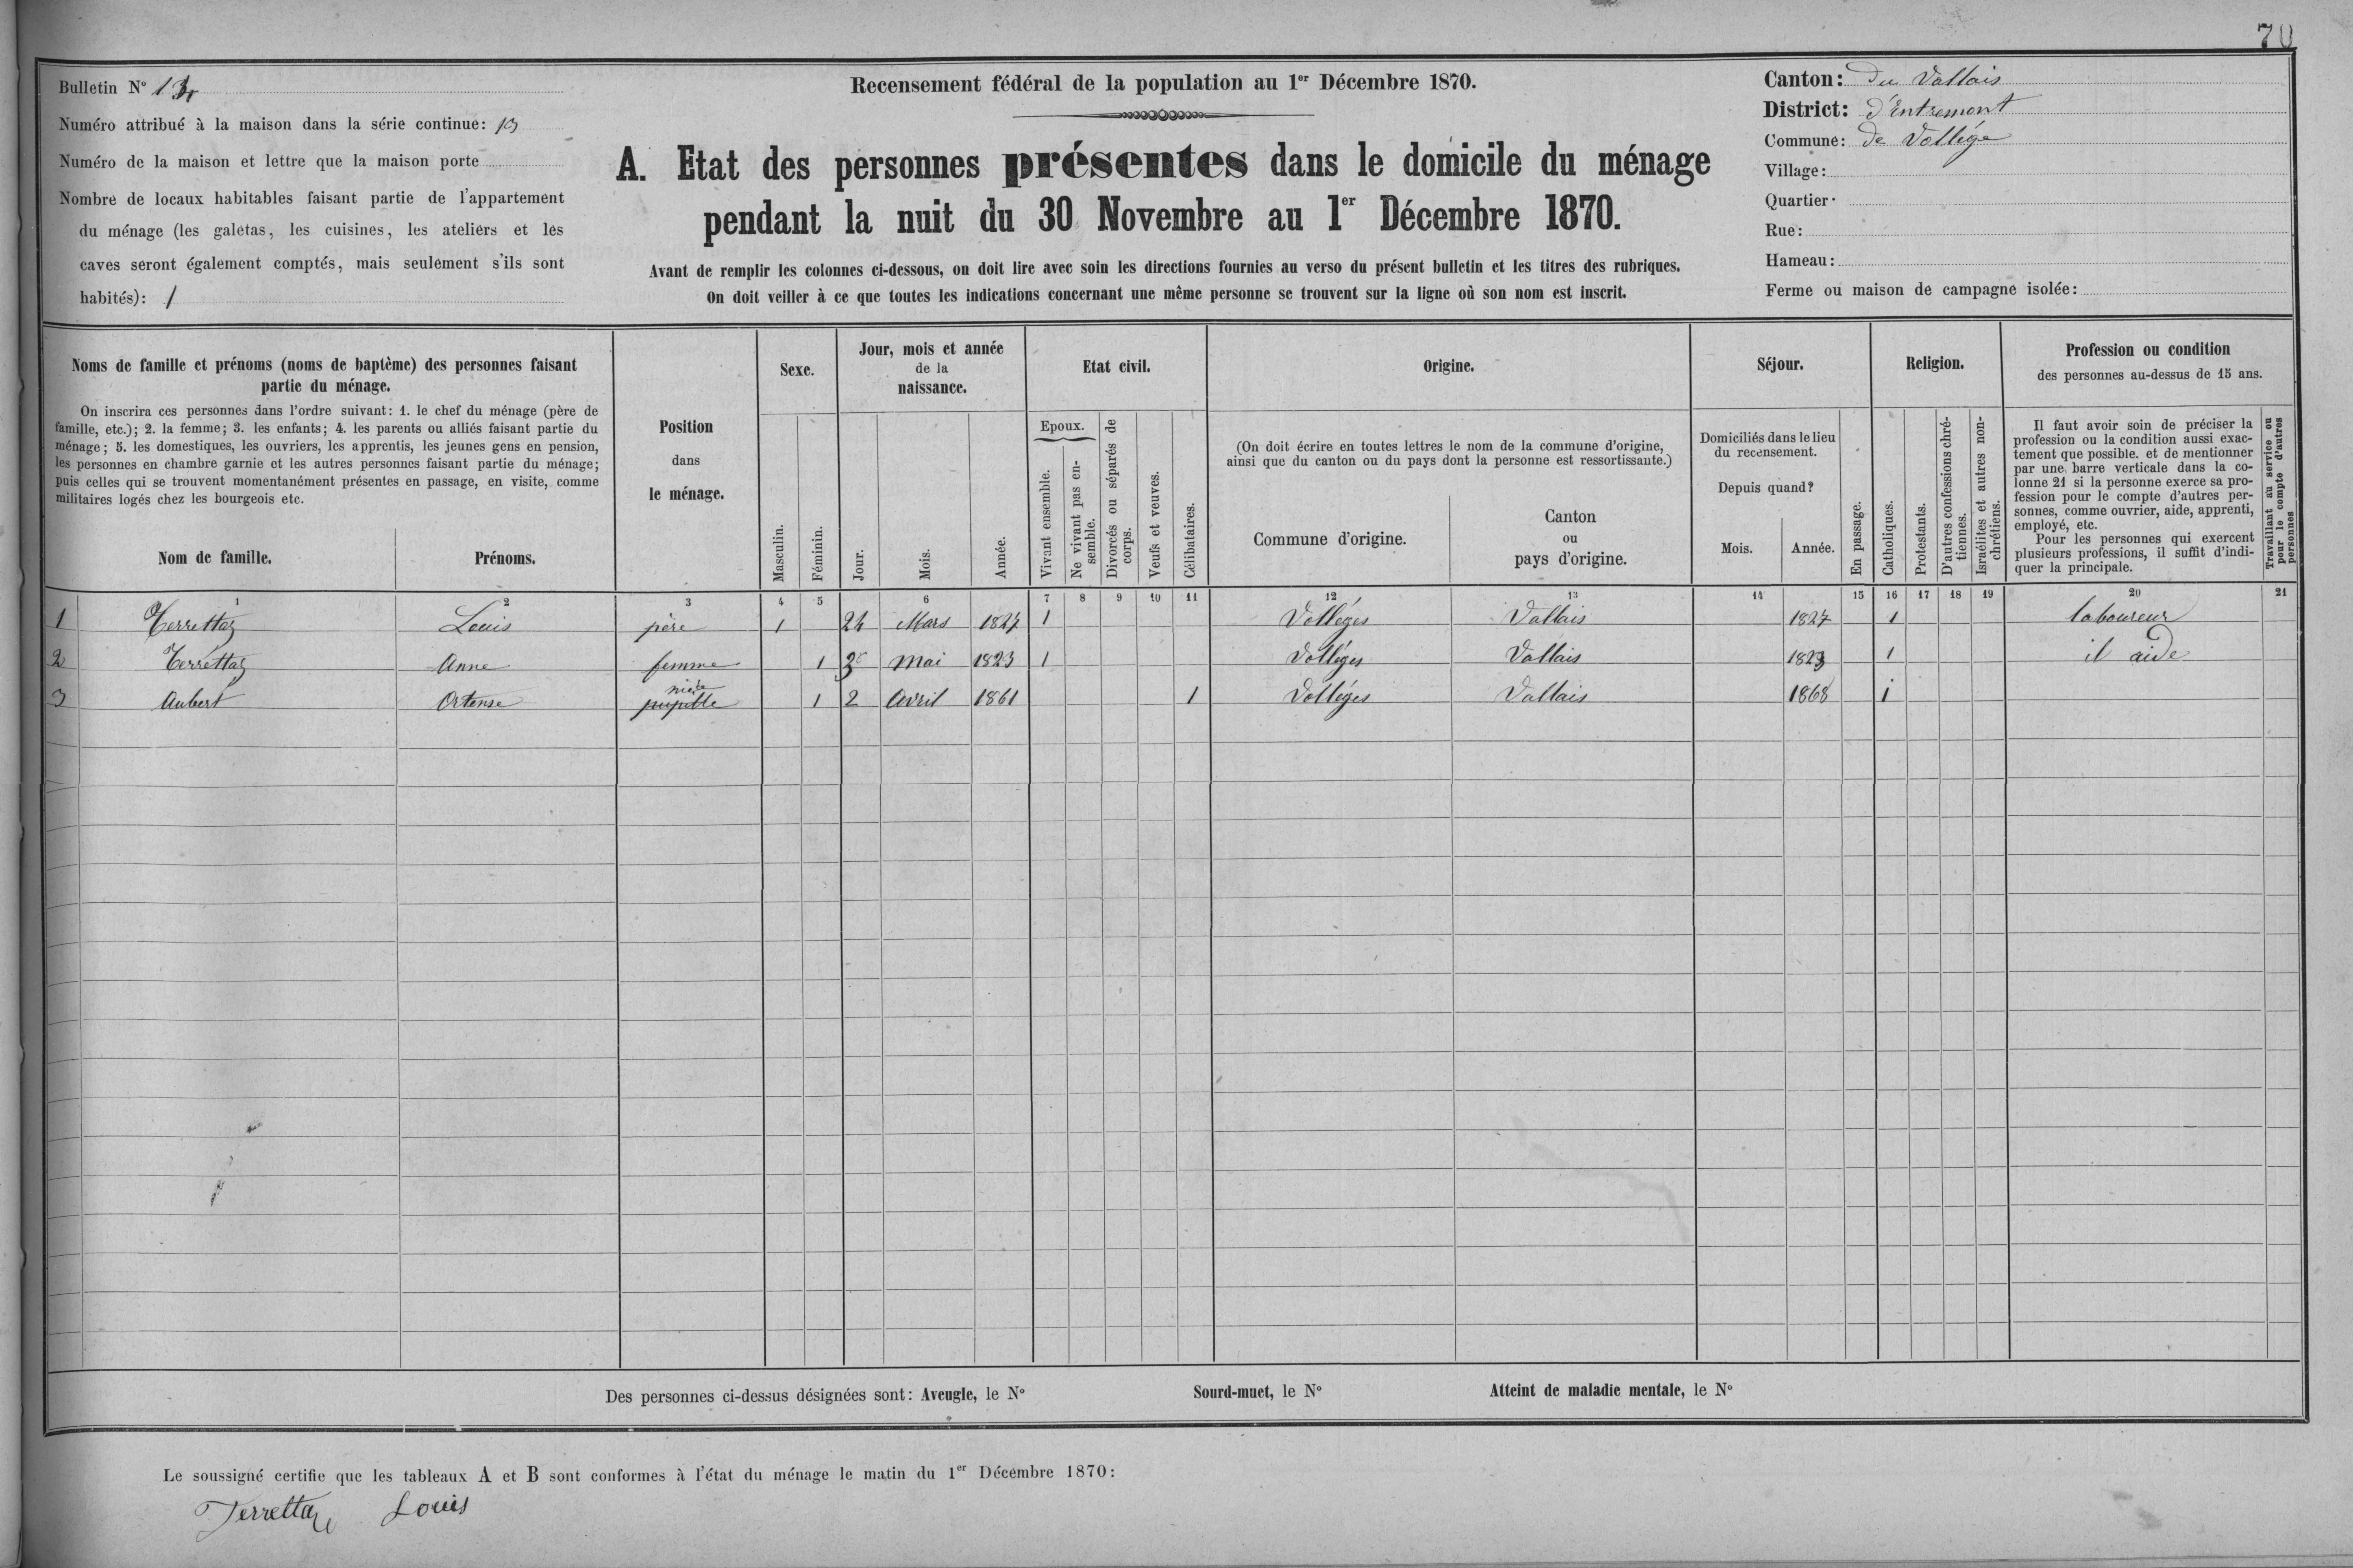 70
Bulletin N° 13
Numéro attribué à la maison dans la série continue: 13
Numéro de la maison et lettre que la maison porte
Nombre de locaux habitables faisant partie de l'appartement
du ménage (les galetas, les cuisines, les ateliers et les
caves seront également comptés, mais seulement s'ils sont
habités): 1
Recensement fédéral de la population au 1er Décembre 1870.
A. Etat des personnes présentes dans le domicile du ménage
pendant la nuit du 30 Novembre au 1er Décembre 1870.
Avant de remplir les colonnes ci-dessous, on doit lire avec soin les directions fournies au verso du présent bulletin et les titres des rubriques.
On doit veiller à ce que toutes les indications concernant une même personne se trouvent sur la ligne où son nom est inscrit.
Canton: du Vallais
District: d'Entremont
Commune: de Vollége
Village:
Quartier
Rue:
Hameau:
Ferme ou maison de campagne isolée:
Noms de famille et prénoms (noms de baptême) des personnes faisant
partie du ménage.
On inscrira ces personnes dans l'ordre suivant: 1. le chef du ménage (père de
famille, etc.); 2. la femme; 3. les enfants; 4. les parents ou alliés faisant partie du
ménage; 5. les domestiques, les ouvriers, les apprentis, les jeunes gens en pension,
les personnes en chambre garnie et les autres personnes faisant partie du ménage;
puis celles qui se trouvent momentanément présentes en passage, en visite, comme
militaires logés chez les bourgeois etc.
Nom de famille.
Prénoms.
Position
dans
le ménage.
Sexe.
Masculin.
Féminin.
Jour, mois et année
de la
naissance.
Jour.
Mois.
Année.
Etat civil.
Epoux.
Vivant ensemble.
Ne vivant pas en-
semble.
Divorcés ou séparés de
corps.
Veufs et veuves.
Célibataires.
Origine.
(On doit écrire en toutes lettres le nom de la commune d'origine,
ainsi que du canton ou du pays dont la personne est ressortissante.)
Commune d'origine.
Canton
ou
pays d'origine.
Séjour.
Domiciliés dans le lieu
du recensement.
Depuis quand?
Mois.
Année.
En passage.
Religion.
Catholiques.
Protestants.
D'autres confessions chré-
tiennes.
Israélites et autres non-
chrétiens.
Profession ou condition
des personnes au-dessus de 15 ans.
Il faut avoir soin de préciser la
profession ou la condition aussi exac-
tement que possible. et de mentionner
par une barre verticale dans la co-
lonne 21 si la personne exerce sa pro-
fession pour le compte d'autres per-
sonnes, comme ouvrier, aide, apprenti,
employé, etc.
Pour les personnes qui exercent
plusieurs professions, il suffit d'indi-
quer la principale.
Travaillant au service ou
pour le compte d'autres
personnes
1 2 3 4 5 6 7 8 9 10 11 12 13 14 15 16 17 18 19 20 21
1 Terrettaz Louis père 1 24 Mars 1827 1 Volléges Vallais 1827 1 laboureur
2 Terrettaz Anne femme 1 mai 1823 1 Volléges Vallais 1823 1 il aide
nièce
3 Aubert Ortense pupille 1 2 Avril 1861 1 Volléges Vallais 1868 1
Des personnes ci-dessus désignées sont: Aveugle, le N° Sourd-muet, le N° Atteint de maladie mentale, le N°
Le soussigné certifie que les tableaux A et B sont conformes à l'état du ménage le matin du 1er Décembre 1870:
Terrettaz Louis